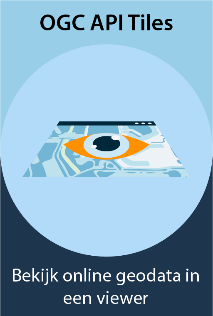 OGC API Tiles
Bekijk online geodata in
een viewer